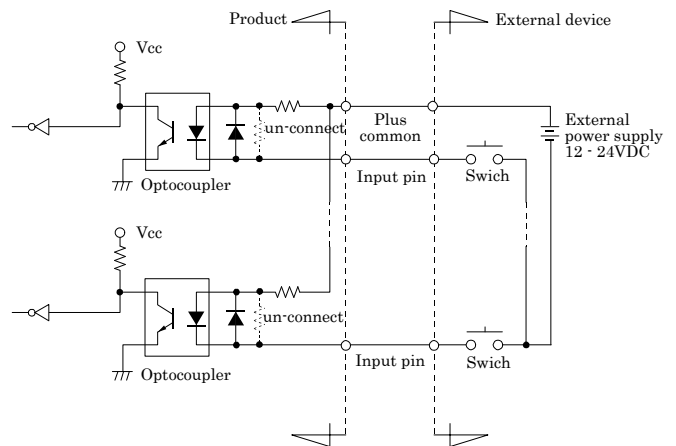 Product
External device
Vcc
un-connect
Plus
common
External
power supply
12 - 24VDC
Optocoupler
Input pin
Swich
Vcc
un-connect
Optocoupler
Input pin
Swich